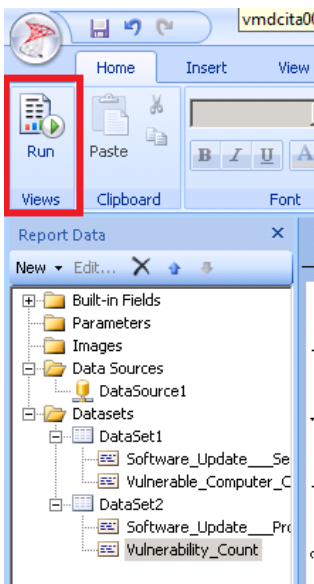 vmdcita00
Home Insert View
Run Paste
B I U A
Views Clipboard Font
Report Data
New Edit...
Built-in Fields
Parameters
Images
Data Sources
DataSource1
Datasets
DataSet1
Software_Update___Se
Vulnerable_Computer_C
DataSet2
Software_Update___Pro
Vulnerability_Count